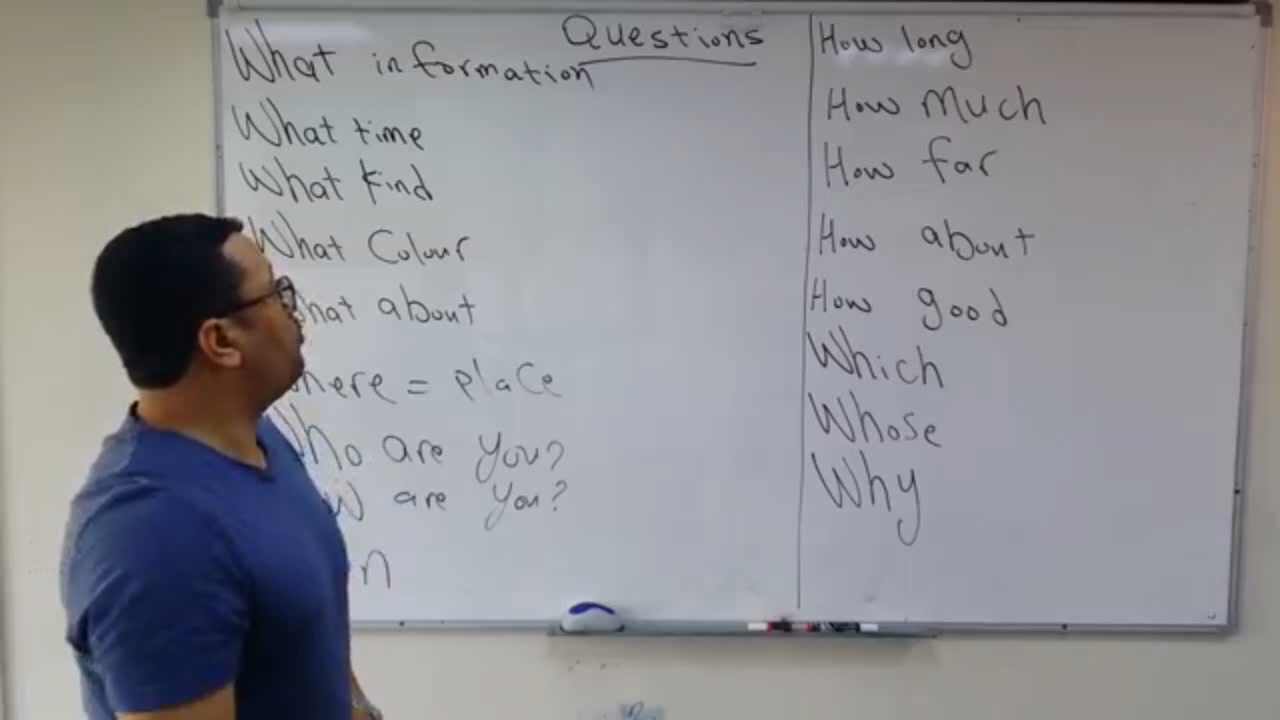 Questions
What information
What time
What kind
What Colour
hat about
here = place
ho are you?
w are you?
n
How long
How Much
How far
How about
How good
Which
Whose
Why